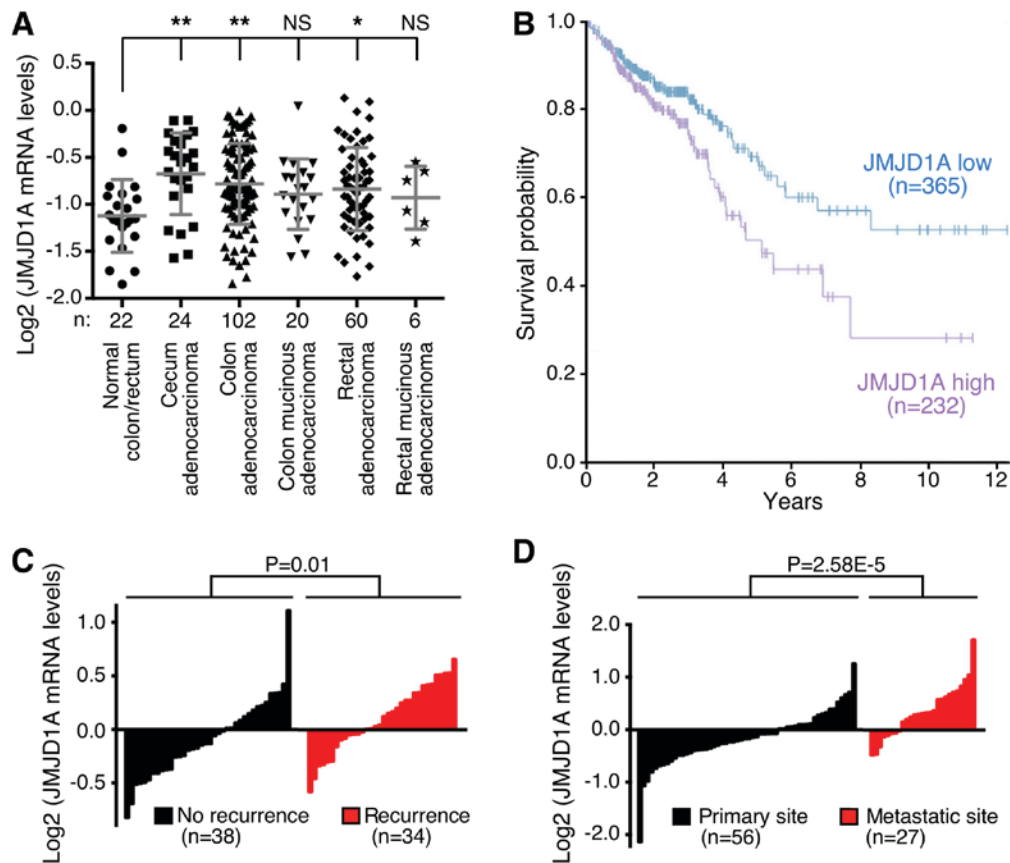 A
** ** NS * NS
Log2 (JMJD1A mRNA levels)
0.5
0.0
-0.5
-1.0
-1.5
-2.0
n: 22 24 102 20 60 6
Normal
colon/rectum
Cecum
adenocarcinoma
Colon
adenocarcinoma
Colon mucinous
adenocarcinoma
Rectal
adenocarcinoma
Rectal mucinous
adenocarcinoma
B
Survival probability
1.0
0.8
0.6
0.4
0.2
0.0
0 2 4 6 8 10 12
Years
JMJD1A low
(n=365)
JMJD1A high
(n=232)
C
P=0.01
Log2 (JMJD1A mRNA levels)
1.0
0.5
0.0
-0.5
No recurrence
(n=38)
Recurrence
(n=34)
D
P=2.58E-5
Log2 (JMJD1A mRNA levels)
2.0
1.0
0.0
-1.0
-2.0
Primary site
(n=56)
Metastatic site
(n=27)